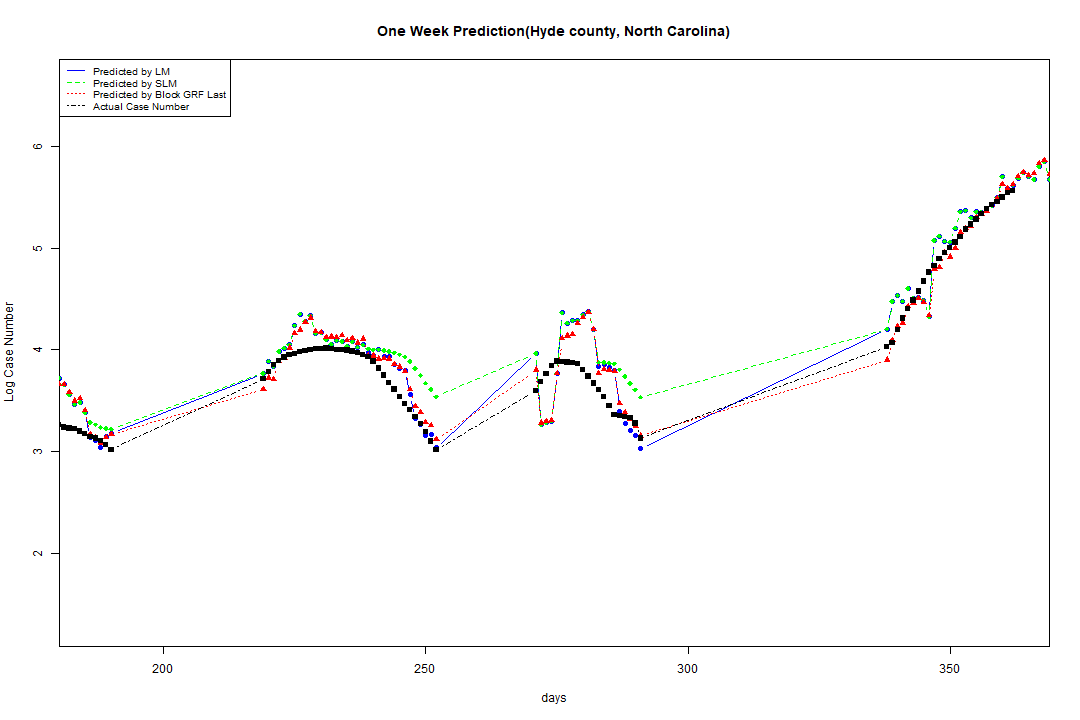 One Week Prediction(Hyde county, North Carolina)
Predicted by LM
Predicted by SLM
Predicted by Block GRF Last
Actual Case Number
6
5
4
3
2
Log Case Number
200 250 300 350
days